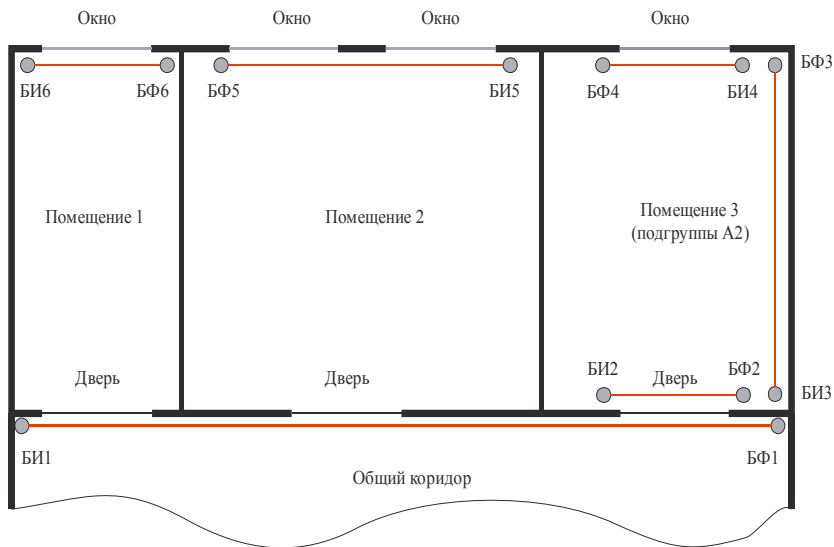 Окно
Окно
Окно
Окно
БИ6
БФ6
БФ5
БИ5
БФ4
БИ4
БФ3
Помещение 1
Помещение 2
Помещение 3
(подгруппы А2)
Дверь
Дверь
БИ2
Дверь
БФ2
БИ3
БИ1
БФ1
Общий коридор